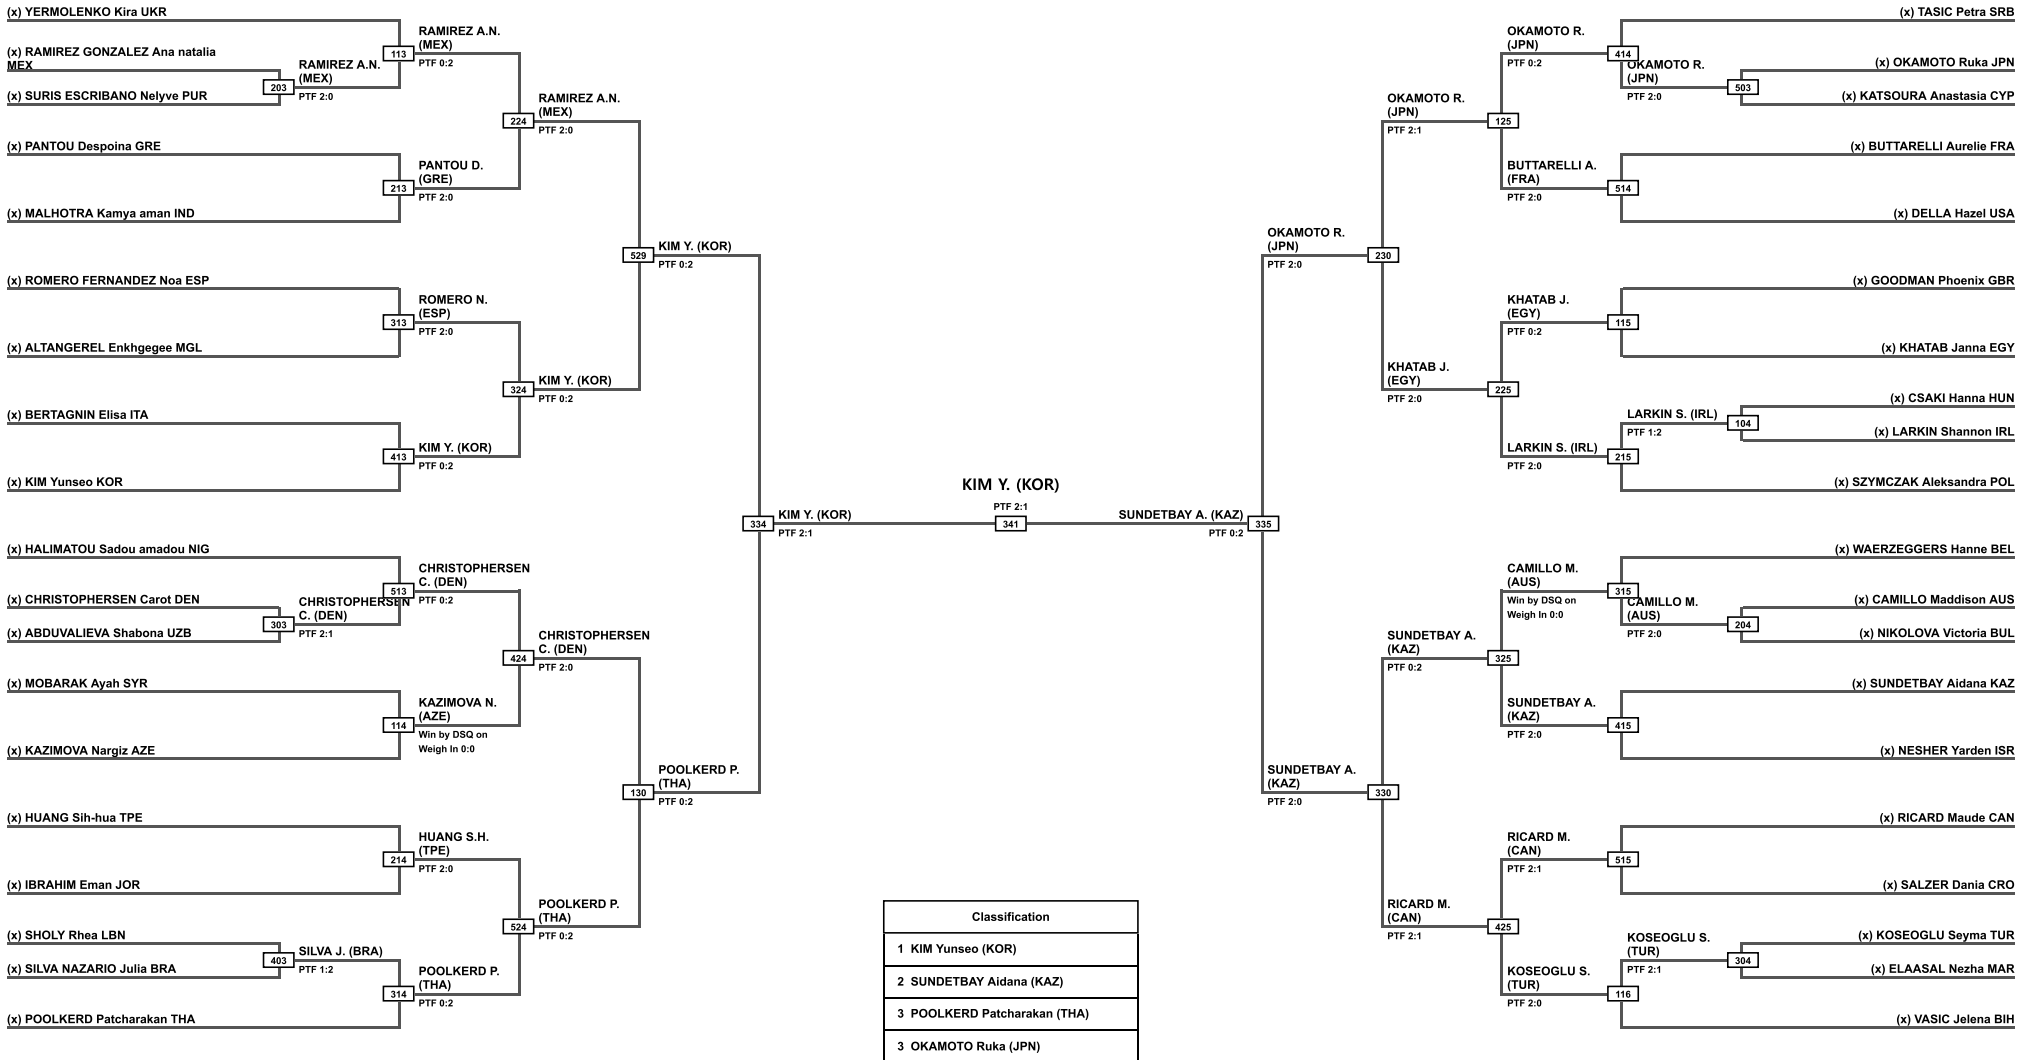 (x) YERMOLENKO Kira UKR
(x) RAMIREZ GONZALEZ Ana natalia
MEX
(x) SURIS ESCRIBANO Nelyve PUR
(x) PANTOU Despoina GRE
(x) MALHOTRA Kamya aman IND
(x) ROMERO FERNANDEZ Noa ESP
(x) ALTANGEREL Enkhgegee MGL
(x) BERTAGNIN Elisa ITA
(x) KIM Yunseo KOR
(x) HALIMATOU Sadou amadou NIG
(x) CHRISTOPHERSEN Carot DEN
(x) ABDUVALIEVA Shabona UZB
(x) MOBARAK Ayah SYR
(x) KAZIMOVA Nargiz AZE
(x) HUANG Sih-hua TPE
(x) IBRAHIM Eman JOR
(x) SHOLY Rhea LBN
(x) SILVA NAZARIO Julia BRA
(x) POOLKERD Patcharakan THA
203
RAMIREZ A.N.
(MEX)
PTF 2:0
303
CHRISTOPHERSEN
C. (DEN)
PTF 2:1
403
SILVA J. (BRA)
PTF 1:2
113
RAMIREZ A.N.
(MEX)
PTF 0:2
213
PANTOU D.
(GRE)
PTF 2:0
313
ROMERO N.
(ESP)
PTF 2:0
413
KIM Y. (KOR)
PTF 0:2
513
CHRISTOPHERSEN
C. (DEN)
PTF 0:2
114
KAZIMOVA N.
(AZE)
Win by DSQ on
Weigh In 0:0
214
HUANG S.H.
(TPE)
PTF 2:0
314
POOLKERD P.
(THA)
PTF 0:2
224
RAMIREZ A.N.
(MEX)
PTF 2:0
324
KIM Y. (KOR)
PTF 0:2
424
CHRISTOPHERSEN
C. (DEN)
PTF 2:0
524
POOLKERD P.
(THA)
PTF 0:2
529
KIM Y. (KOR)
PTF 0:2
130
POOLKERD P.
(THA)
PTF 0:2
334
KIM Y. (KOR)
PTF 2:1
KIM Y. (KOR)
PTF 2:1
341
SUNDETBAY A. (KAZ)
PTF 0:2
335
OKAMOTO R.
(JPN)
PTF 2:0
230
SUNDETBAY A.
(KAZ)
PTF 2:0
330
OKAMOTO R.
(JPN)
PTF 2:1
125
KHATAB J.
(EGY)
PTF 2:0
225
SUNDETBAY A.
(KAZ)
PTF 0:2
325
RICARD M.
(CAN)
PTF 2:1
425
OKAMOTO R.
(JPN)
PTF 0:2
414
BUTTARELLI A.
(FRA)
PTF 2:0
514
KHATAB J.
(EGY)
PTF 0:2
115
LARKIN S. (IRL)
PTF 2:0
215
CAMILLO M.
(AUS)
Win by DSQ on
Weigh In 0:0
315
SUNDETBAY A.
(KAZ)
PTF 2:0
415
RICARD M.
(CAN)
PTF 2:1
515
KOSEOGLU S.
(TUR)
PTF 2:0
116
OKAMOTO R.
(JPN)
PTF 2:0
503
LARKIN S. (IRL)
PTF 1:2
104
CAMILLO M.
(AUS)
PTF 2:0
204
KOSEOGLU S.
(TUR)
PTF 2:1
304
(x) TASIC Petra SRB
(x) OKAMOTO Ruka JPN
(x) KATSOURA Anastasia CYP
(x) BUTTARELLI Aurelie FRA
(x) DELLA Hazel USA
(x) GOODMAN Phoenix GBR
(x) KHATAB Janna EGY
(x) CSAKI Hanna HUN
(x) LARKIN Shannon IRL
(x) SZYMCZAK Aleksandra POL
(x) WAERZEGGERS Hanne BEL
(x) CAMILLO Maddison AUS
(x) NIKOLOVA Victoria BUL
(x) SUNDETBAY Aidana KAZ
(x) NESHER Yarden ISR
(x) RICARD Maude CAN
(x) SALZER Dania CRO
(x) KOSEOGLU Seyma TUR
(x) ELAASAL Nezha MAR
(x) VASIC Jelena BIH
Classification
1 KIM Yunseo (KOR)
2 SUNDETBAY Aidana (KAZ)
3 POOLKERD Patcharakan (THA)
3 OKAMOTO Ruka (JPN)